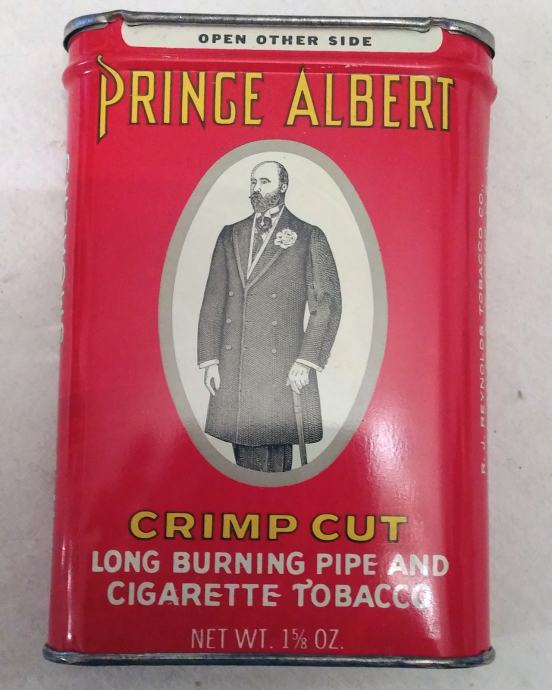 OPEN OTHER SIDE
PRINCE ALBERT
CRIMP CUT
LONG BURNING PIPE AND
CIGARETTE TOBACCO
NET WT. 1⅝ OZ.
R. J. REYNOLDS TOBACCO CO.